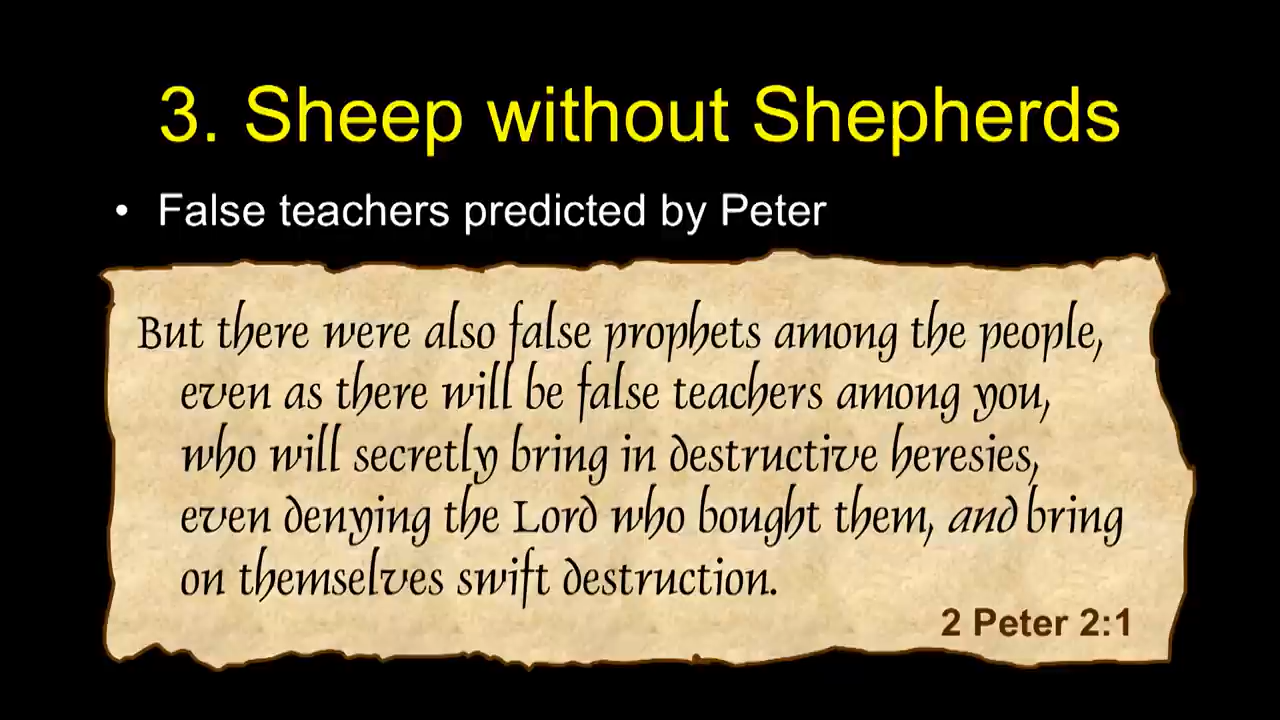 3. Sheep without Shepherds
• False teachers predicted by Peter
But there were also false prophets among the people,
even as there will be false teachers among you,
who will secretly bring in destructive heresies,
even denying the Lord who bought them, and bring
on themselves swift destruction.
2 Peter 2:1